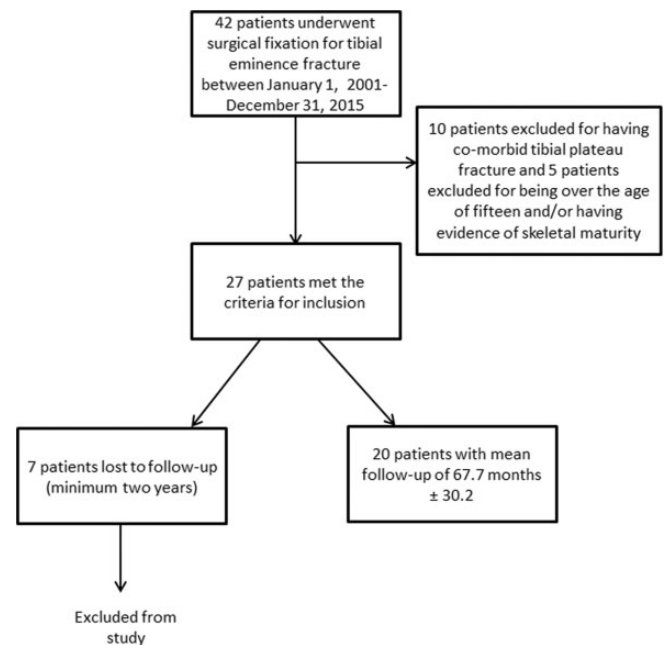 42 patients underwent
surgical fixation for tibial
eminence fracture
between January 1, 2001-
December 31, 2015
10 patients excluded for having
co-morbid tibial plateau
fracture and 5 patients
excluded for being over the age
of fifteen and/or having
evidence of skeletal maturity
27 patients met the
criteria for inclusion
7 patients lost to follow-up
(minimum two years)
20 patients with mean
follow-up of 67.7 months
± 30.2
Excluded from
study